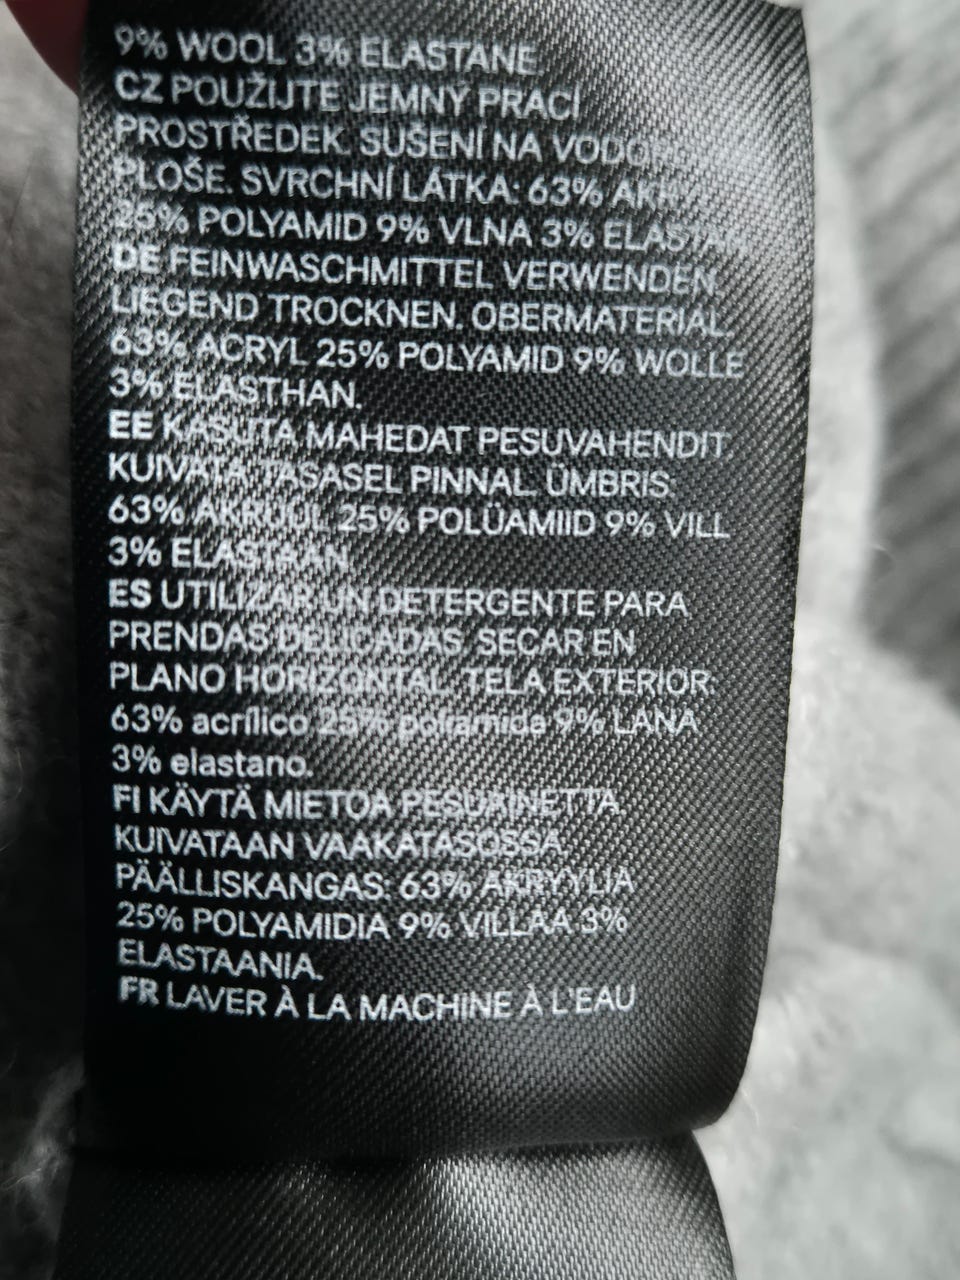 9% WOOL 3% ELASTANE
CZ POUŽIJTE JEMNÝ PRACÍ
PROSTŘEDEK. SUŠENÍ NA
PLOŠE. SVRCHNÍ LÁTKA: 63%
25% POLYAMID 9% VLNA 3%
DE FEINWASCHMITTEL VERWENDEN.
LIEGEND TROCKNEN. OBERMATERIAL
63% ACRYL 25% POLYAMID 9% WOLLE
3% ELASTHAN.
EE KASUTA MAHEDAT PESUVAHENDIT
KUIVATA TASASEL PINNAL. ÜMBRIS:
63% AKRÜÜL 25% POLÜAMIID 9% VILL
3% ELASTAAN.
ES UTILIZAR UN DETERGENTE PARA
PRENDAS DELICADAS. SECAR EN
PLANO HORIZONTAL. TELA EXTERIOR:
63% acrílico 25% poliamida 9% LANA
3% elastano.
FI KÄYTÄ MIETOA PESUAINETTA
KUIVATAAN VAAKATASOSSA.
PÄÄLLISKANGAS: 63% AKRYYLIA
25% POLYAMIDIA 9% VILLAA 3%
ELASTAANIA.
FR LAVER À LA MACHINE À L'EAU